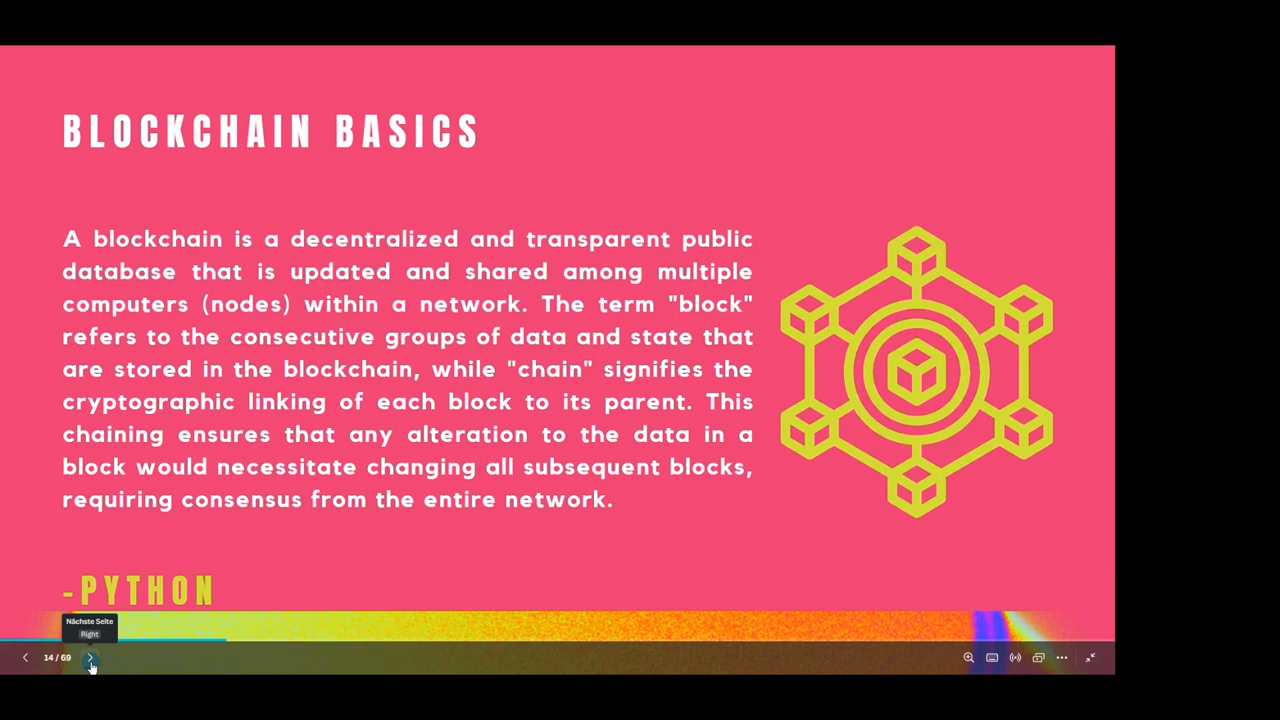 BLOCKCHAIN BASICS
A blockchain is a decentralized and transparent public
database that is updated and shared among multiple
computers (nodes) within a network. The term "block"
refers to the consecutive groups of data and state that
are stored in the blockchain, while "chain" signifies the
cryptographic linking of each block to its parent. This
chaining ensures that any alteration to the data in a
block would necessitate changing all subsequent blocks,
requiring consensus from the entire network.
-PYTHON
Nächste Seite
Right
14 / 69